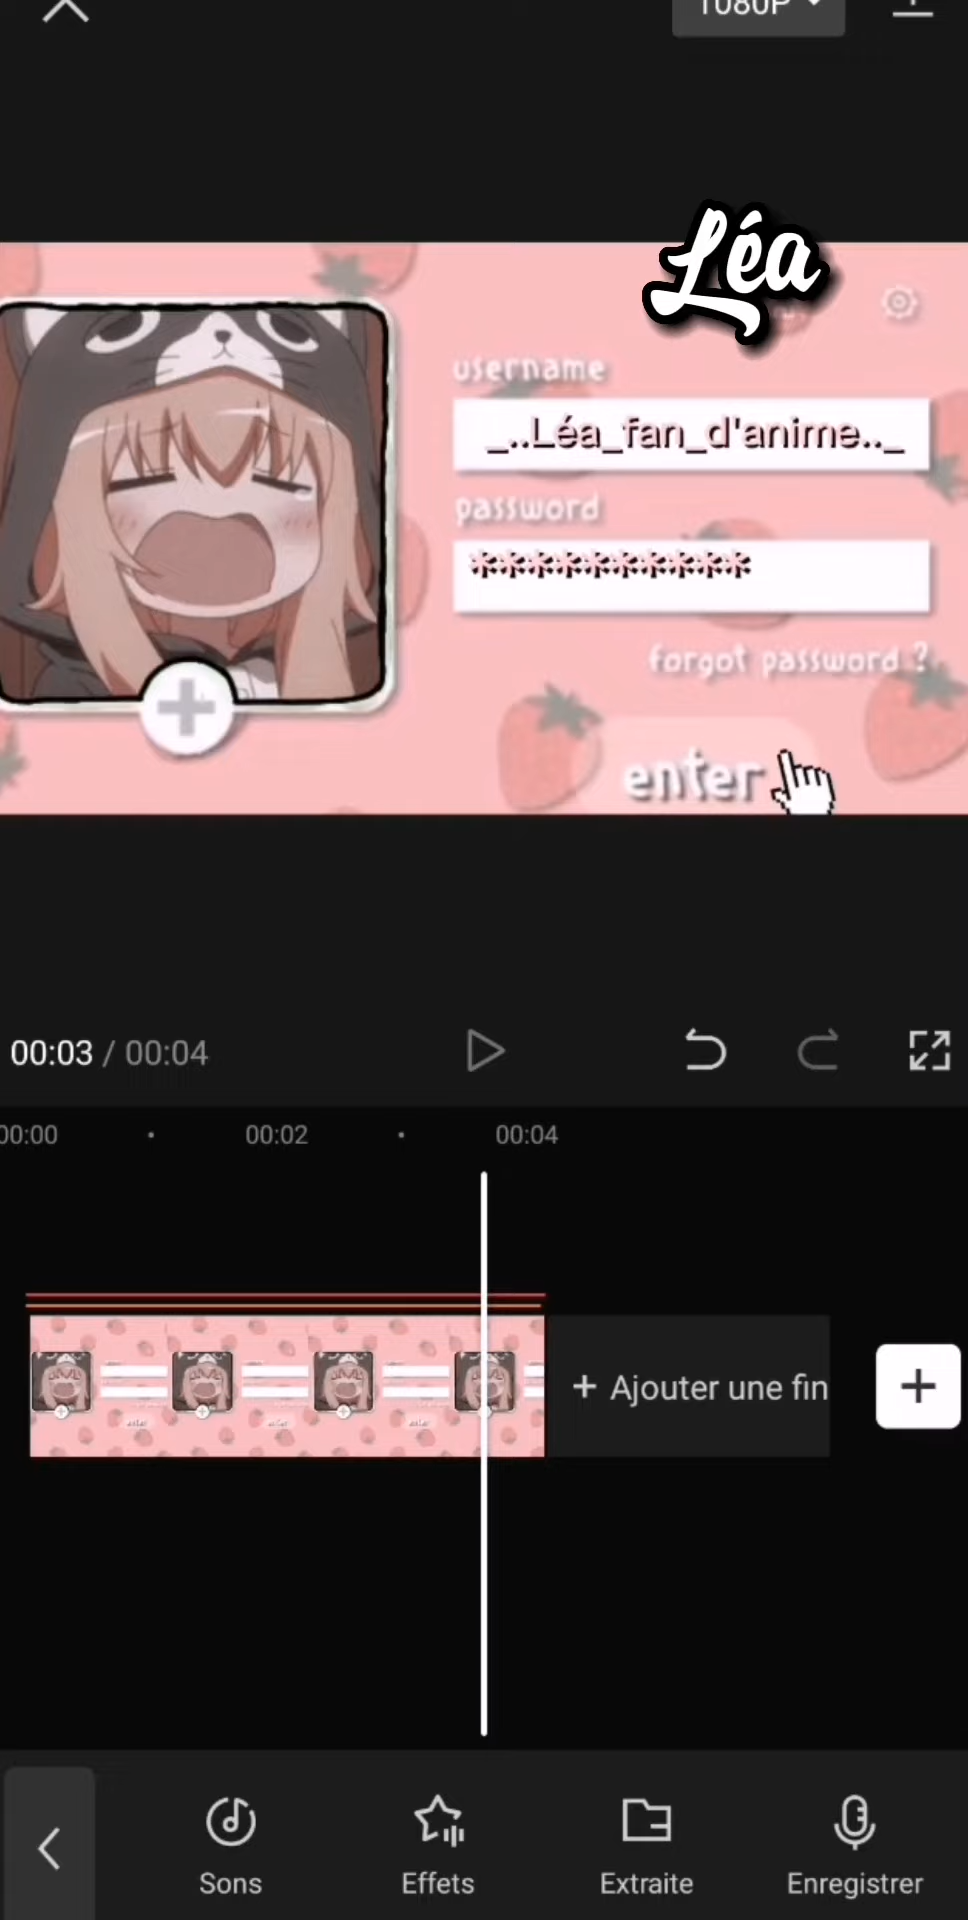 1080P
Léa
username
_..Léa_fan_d'anime.._
password
**********
forgot password ?
enter
00:03 / 00:04
00:00 00:02 00:04
+ Ajouter une fin
Sons Effets Extraite Enregistrer